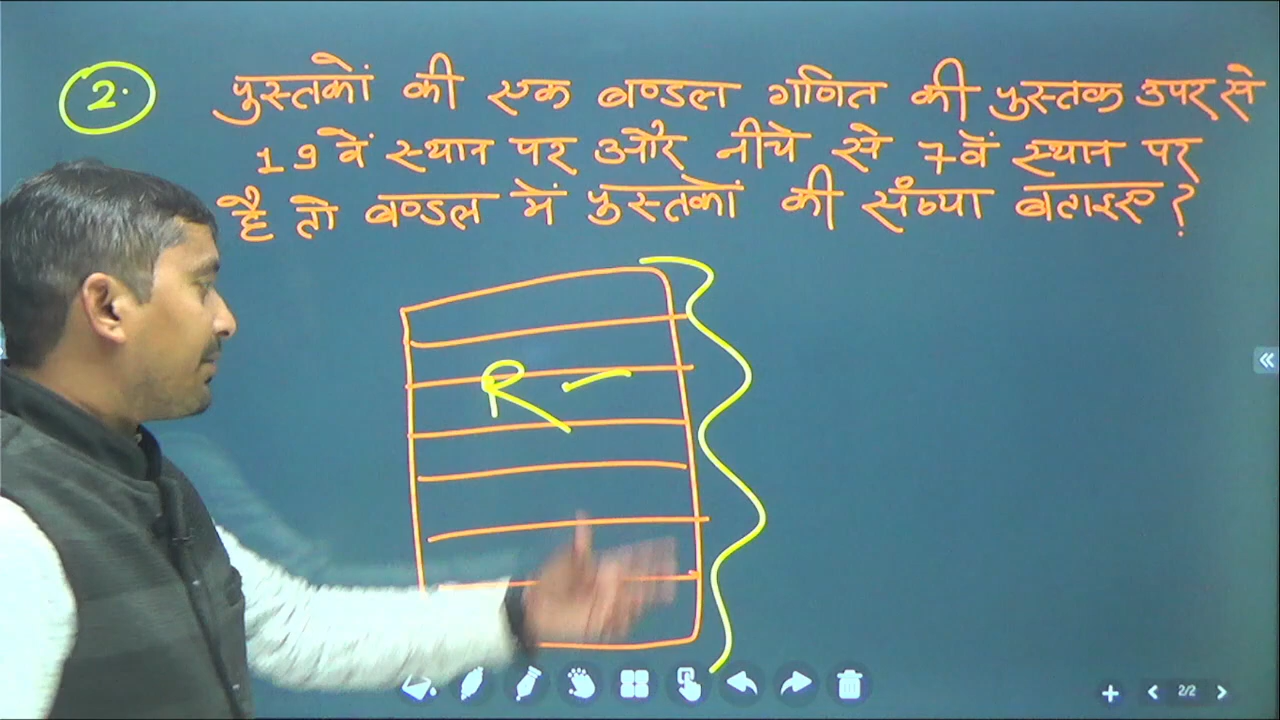 2.
पुस्तकों की एक बण्डल गणित की पुस्तक उपर से
19 वें स्थान पर और नीचे से 7 वें स्थान पर
है तो बण्डल में पुस्तकों की संख्या बताइए ?
R -
2/2